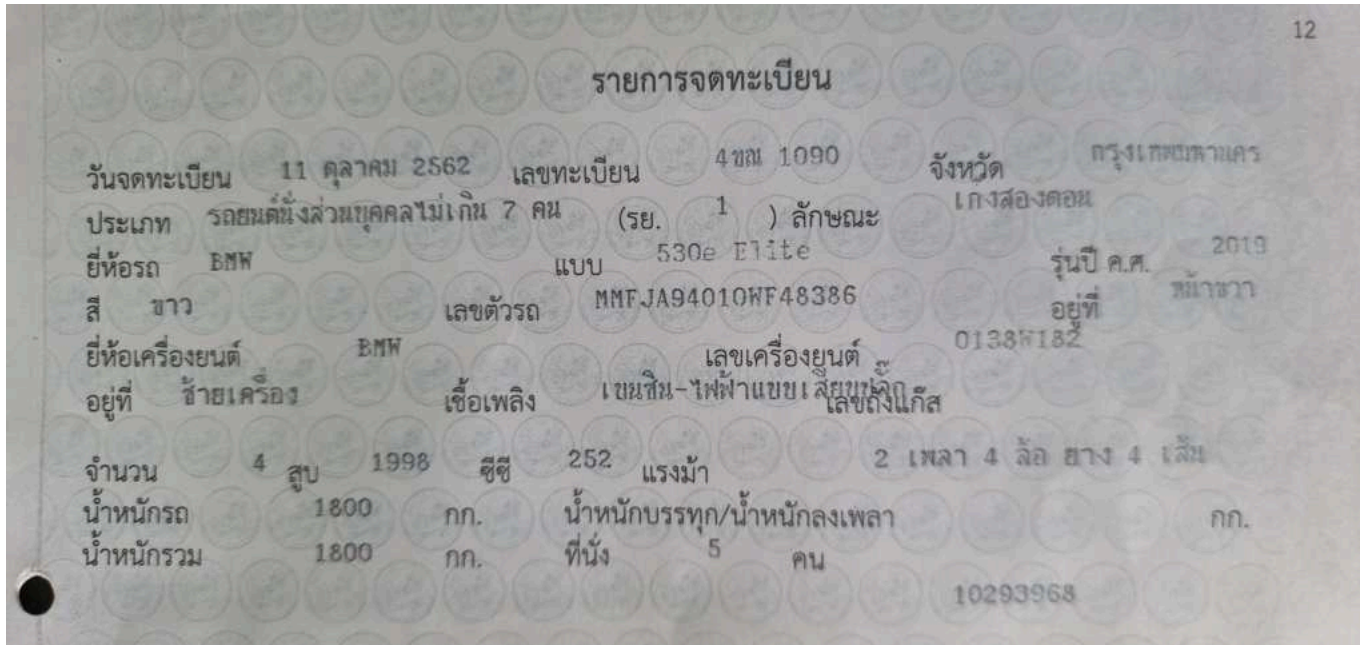 12
รายการจดทะเบียน
วันจดทะเบียน 11 ตุลาคม 2562 เลขทะเบียน 4ขณ 1090 จังหวัด กรุงเทพมหานคร
ประเภท รถยนต์นั่งส่วนบุคคลไม่เกิน 7 คน (รย. 1 ) ลักษณะ เก๋งสองตอน
ยี่ห้อรถ BMW แบบ 530e Elite รุ่นปี ค.ศ. 2019
สี ขาว เลขตัวรถ MMFJA94010WF48386 อยู่ที่ หน้าขวา
ยี่ห้อเครื่องยนต์ BMW เลขเครื่องยนต์ 0138W182
อยู่ที่ ซ้ายเครื่อง เชื้อเพลิง เบนซิน-ไฟฟ้าแบบเสียบปลั๊ก เลขถังแก๊ส
จำนวน 4 สูบ 1998 ซีซี 252 แรงม้า 2 เพลา 4 ล้อ ยาง 4 เส้น
น้ำหนักรถ 1800 กก. น้ำหนักบรรทุก/น้ำหนักลงเพลา กก.
น้ำหนักรวม 1800 กก. ที่นั่ง 5 คน
10293968